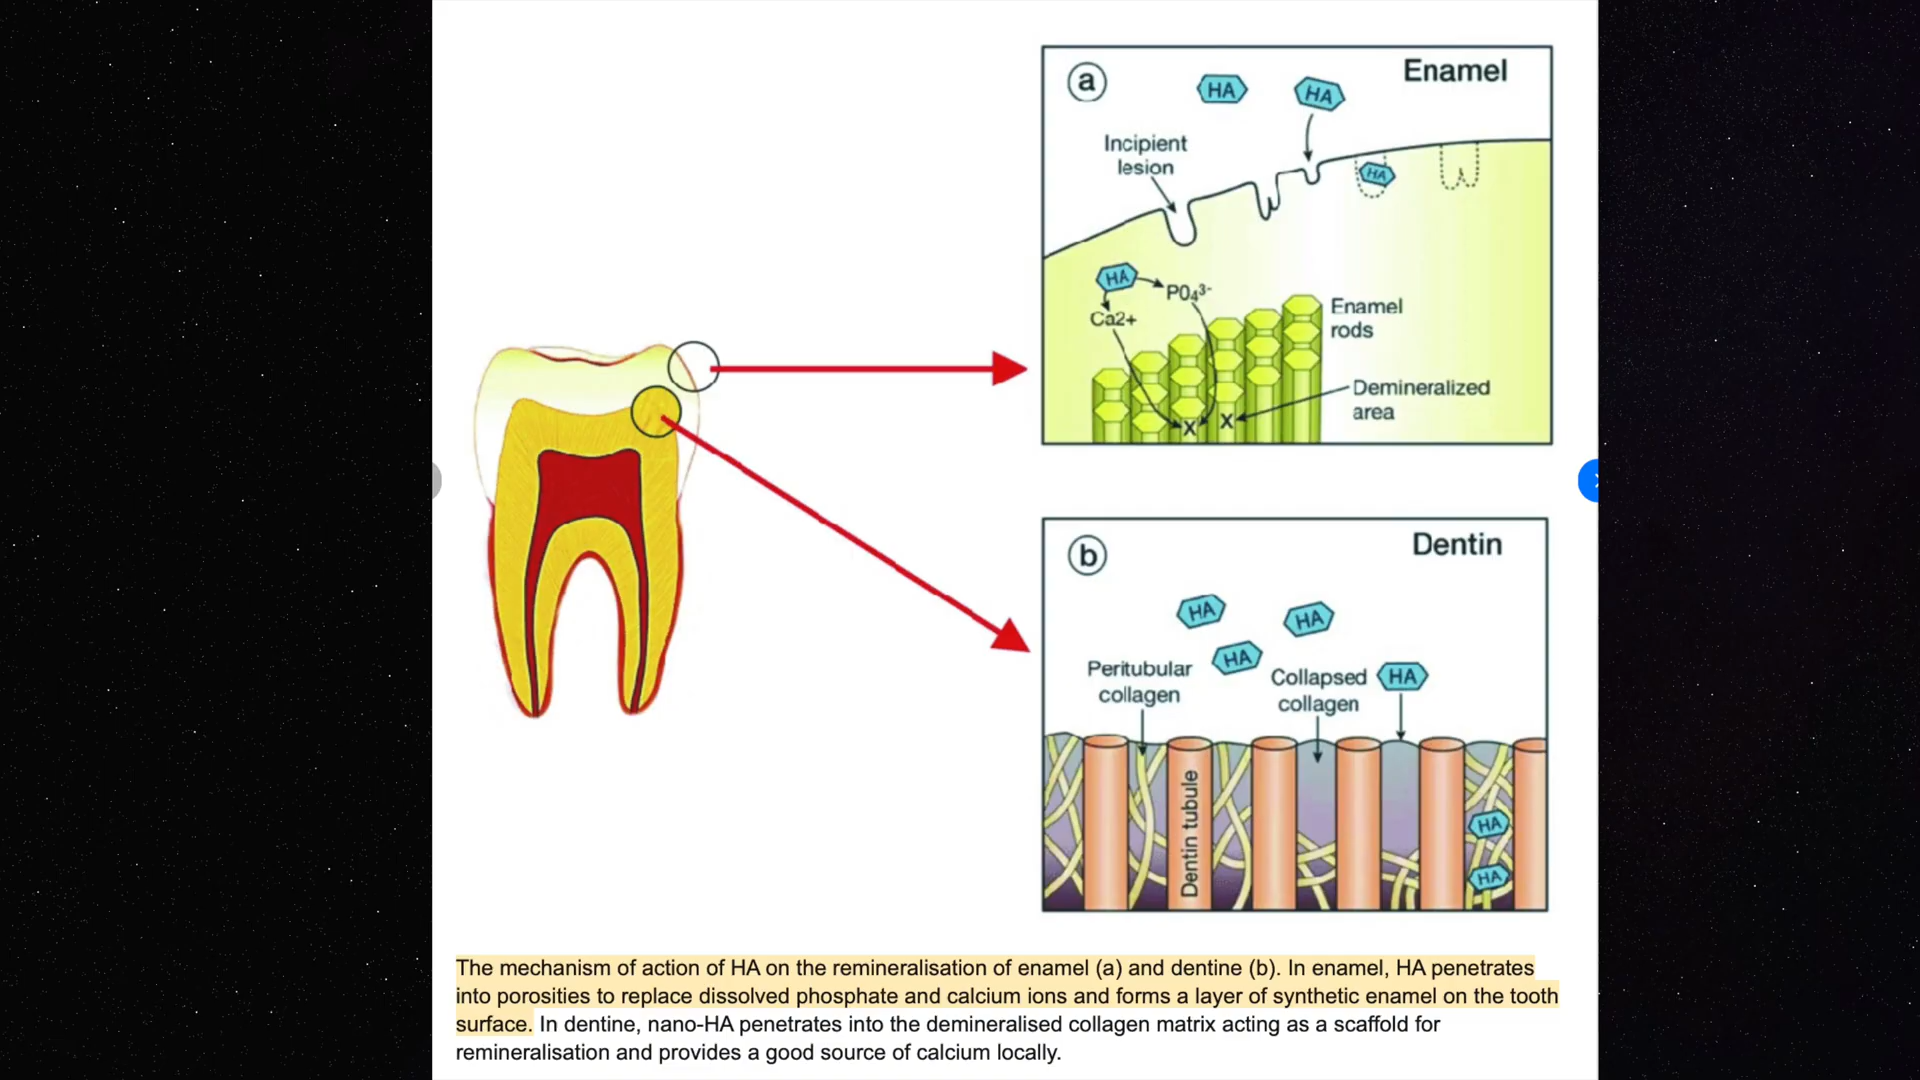 a
Enamel
HA
HA
Incipient
lesion
HA
HA
PO₄³⁻
Ca2+
Enamel
rods
Demineralized
area
X
X
b
Dentin
HA
HA
HA
Peritubular
collagen
Collapsed
collagen
HA
Dentin tubule
HA
HA
The mechanism of action of HA on the remineralisation of enamel (a) and dentine (b). In enamel, HA penetrates
into porosities to replace dissolved phosphate and calcium ions and forms a layer of synthetic enamel on the tooth
surface. In dentine, nano-HA penetrates into the demineralised collagen matrix acting as a scaffold for
remineralisation and provides a good source of calcium locally.